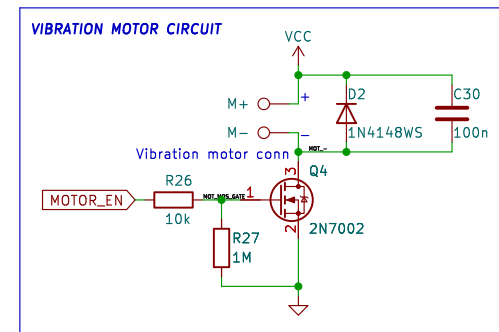 VIBRATION MOTOR CIRCUIT
VCC
M+
+
D2
C30
M-
-
1N4148WS
100n
Vibration motor conn
MOT_-
3
Q4
R26
MOT_MOS_GATE
1
MOTOR_EN
10k
2
2N7002
R27
1M